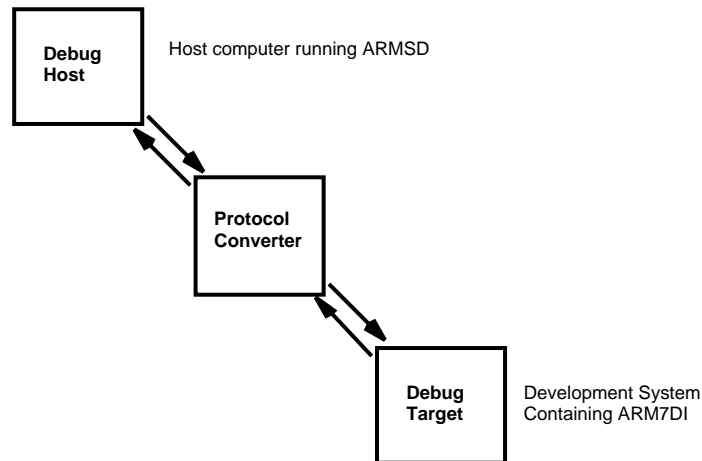 Debug
Host
Host computer running ARMSD
Protocol
Converter
Debug
Target
Development System
Containing ARM7DI